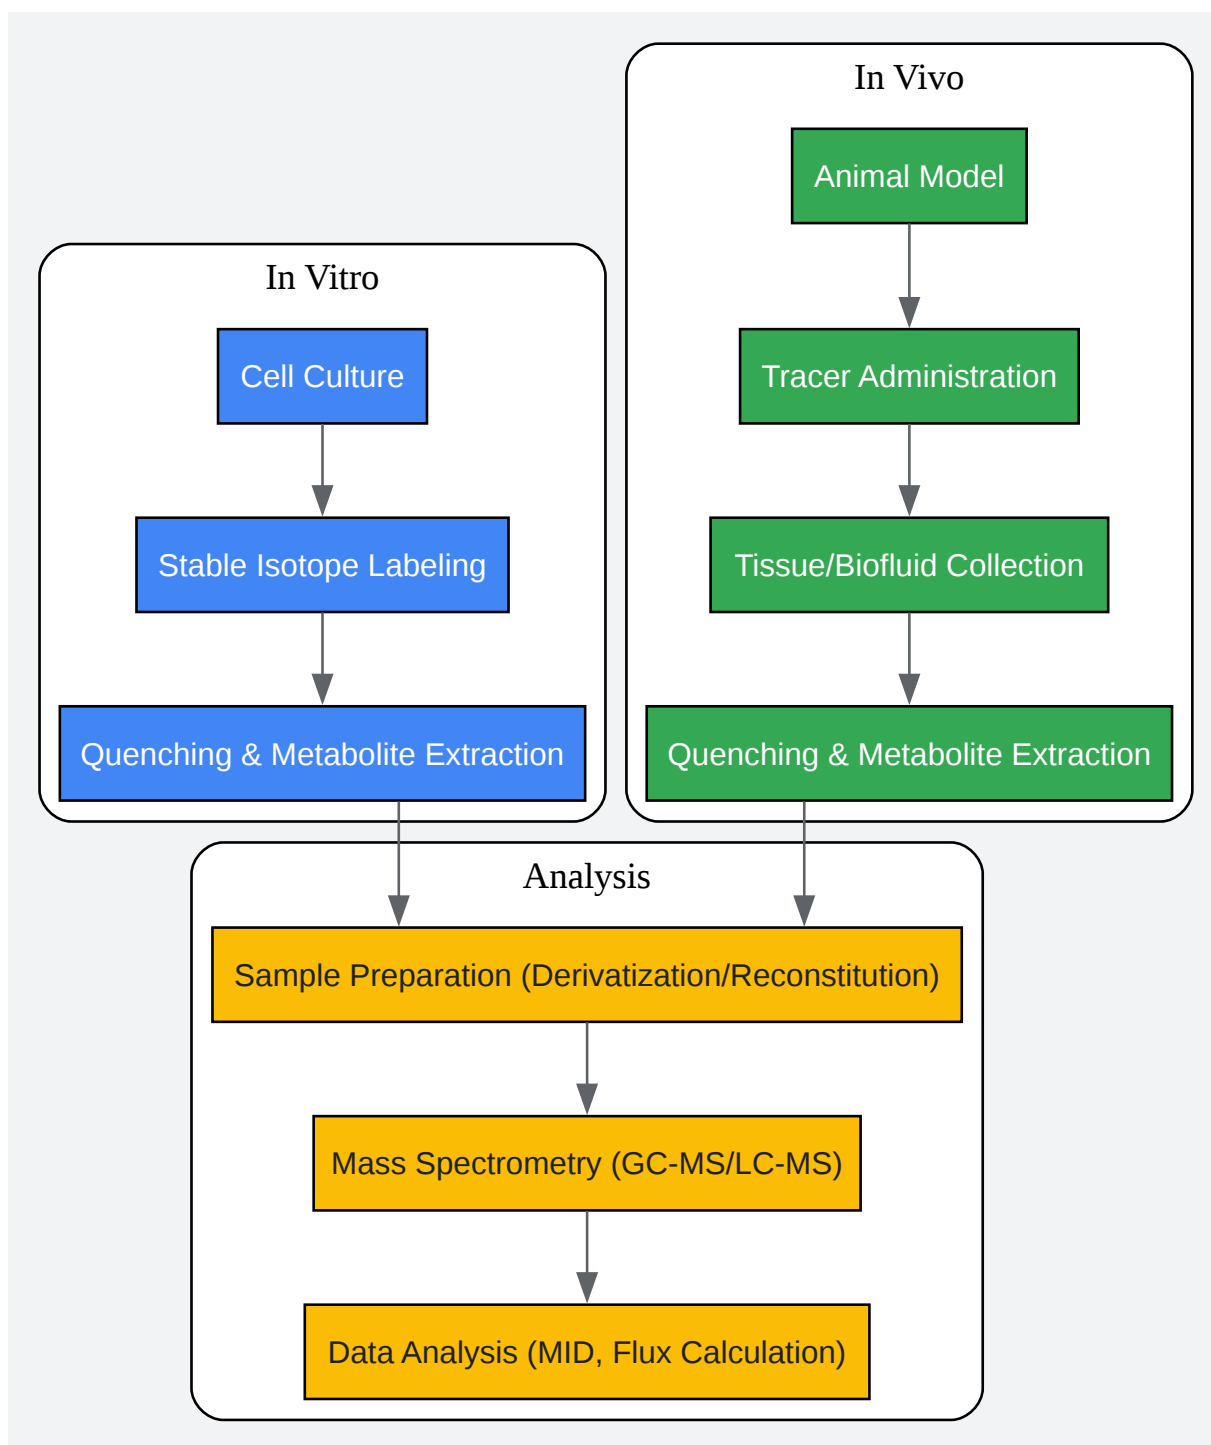 In Vivo
Animal Model
Tracer Administration
Tissue/Biofluid Collection
Quenching & Metabolite Extraction
In Vitro
Cell Culture
Stable Isotope Labeling
Quenching & Metabolite Extraction
Analysis
Sample Preparation (Derivatization/Reconstitution)
Mass Spectrometry (GC-MS/LC-MS)
Data Analysis (MID, Flux Calculation)